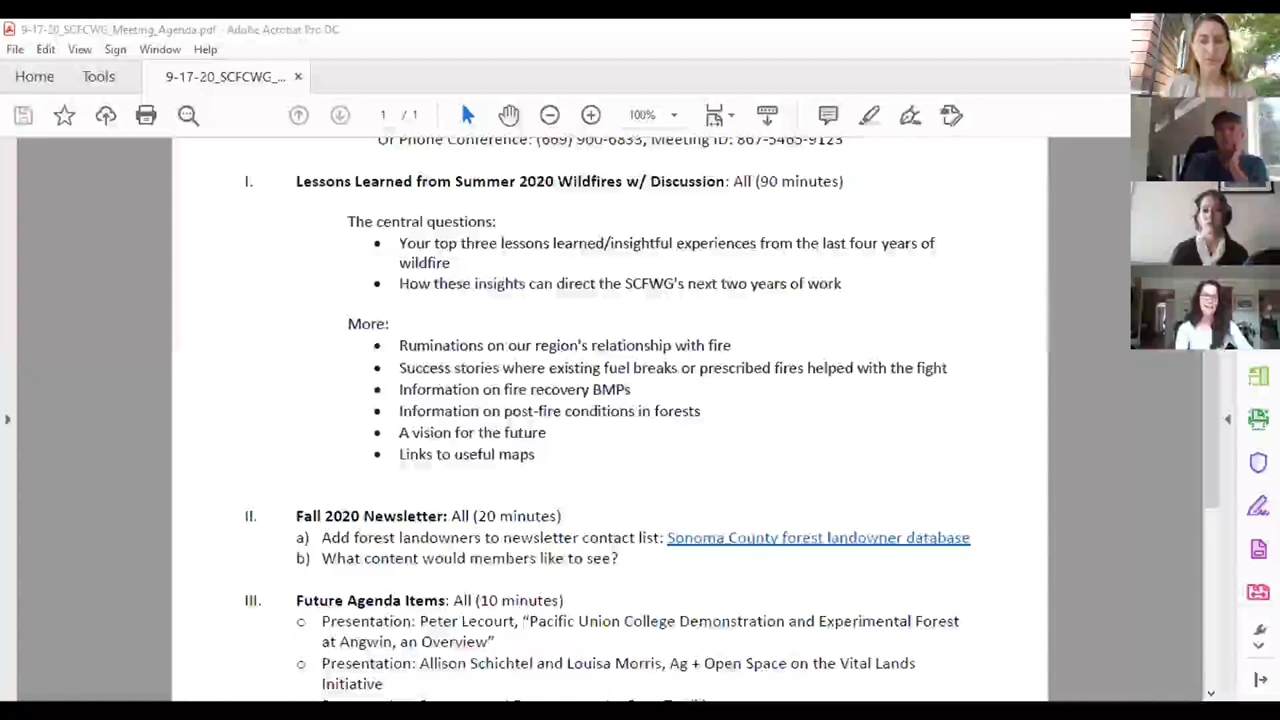 9-17-20_SCFCWG_Meeting_Agenda.pdf - Adobe Acrobat Pro DC
File Edit View Sign Window Help
Home Tools 9-17-20_SCFCWG_... ×
1 / 1 100%
Or Phone Conference: (669) 900-6833, Meeting ID: 867-5465-9123
I. Lessons Learned from Summer 2020 Wildfires w/ Discussion: All (90 minutes)
The central questions:
• Your top three lessons learned/insightful experiences from the last four years of
wildfire
• How these insights can direct the SCFWG's next two years of work
More:
• Ruminations on our region's relationship with fire
• Success stories where existing fuel breaks or prescribed fires helped with the fight
• Information on fire recovery BMPs
• Information on post-fire conditions in forests
• A vision for the future
• Links to useful maps
II. Fall 2020 Newsletter: All (20 minutes)
a) Add forest landowners to newsletter contact list: Sonoma County forest landowner database
b) What content would members like to see?
III. Future Agenda Items: All (10 minutes)
o Presentation: Peter Lecourt, “Pacific Union College Demonstration and Experimental Forest
at Angwin, an Overview”
o Presentation: Allison Schichtel and Louisa Morris, Ag + Open Space on the Vital Lands
Initiative